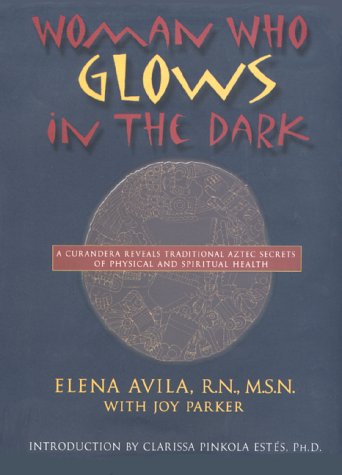 WOMAN WHO
GLOWS
iN THE DARK
A CURANDERA REVEALS TRADITIONAL AZTEC SECRETS
OF PHYSICAL AND SPIRITUAL HEALTH
ELENA AVILA, R.N., M.S.N.
WITH JOY PARKER
INTRODUCTION BY CLARISSA PINKOLA ESTÉS, PH.D.